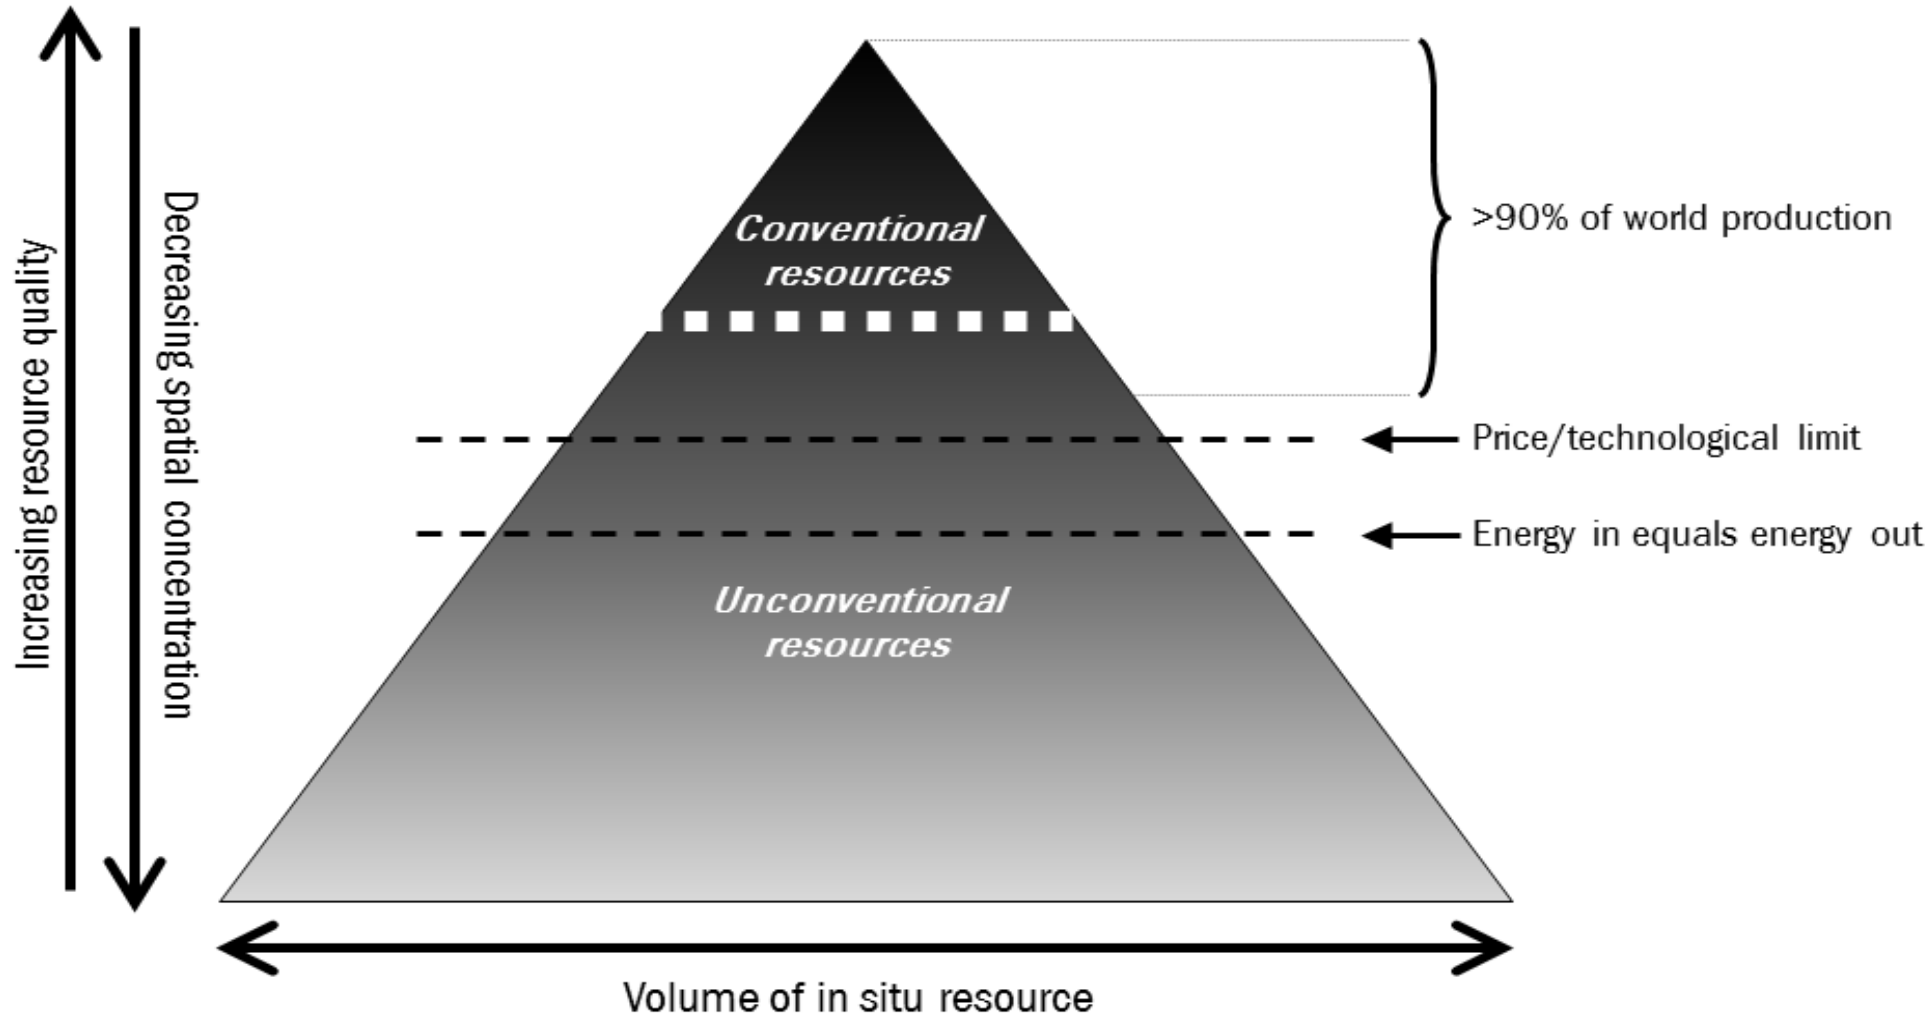 Increasing resource quality
Decreasing spatial concentration
Conventional
resources
>90% of world production
Price/technological limit
Energy in equals energy out
Unconventional
resources
Volume of in situ resource